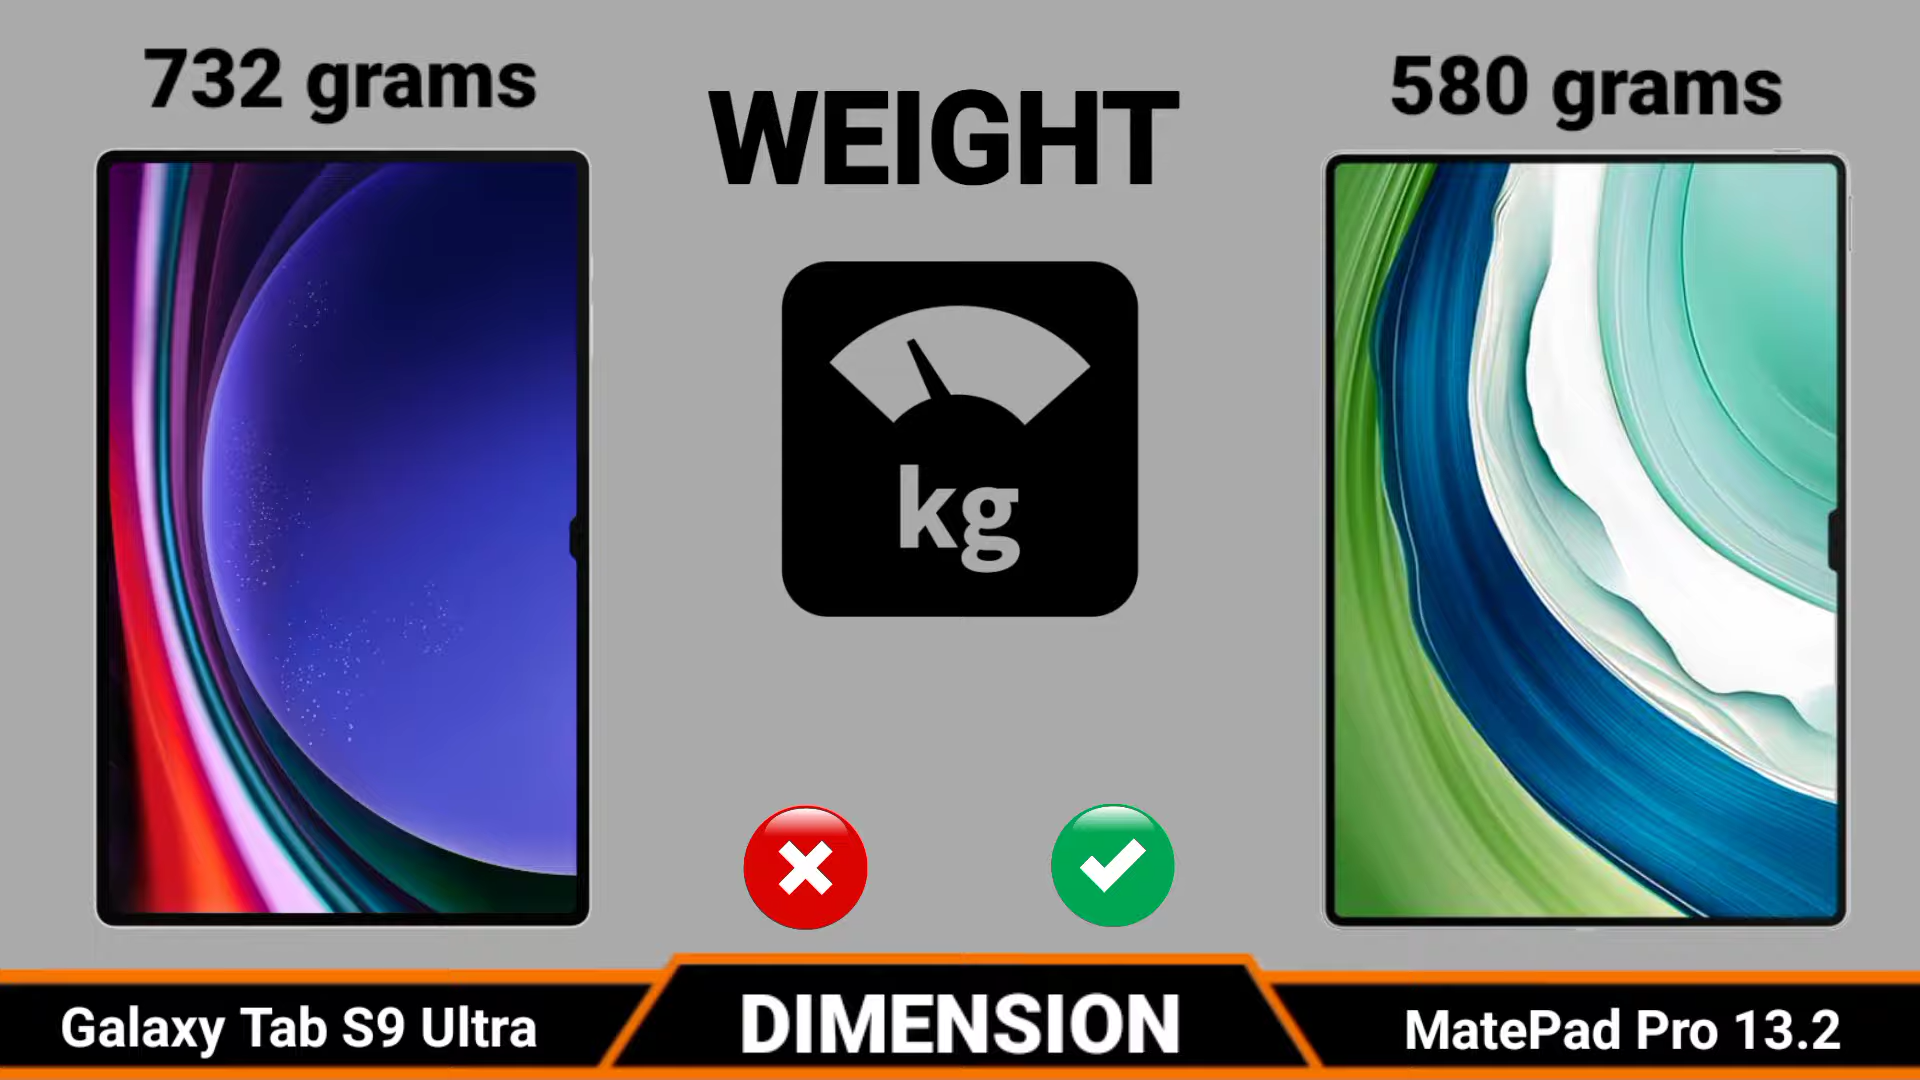 732 grams
WEIGHT
580 grams
kg
Galaxy Tab S9 Ultra
DIMENSION
MatePad Pro 13.2